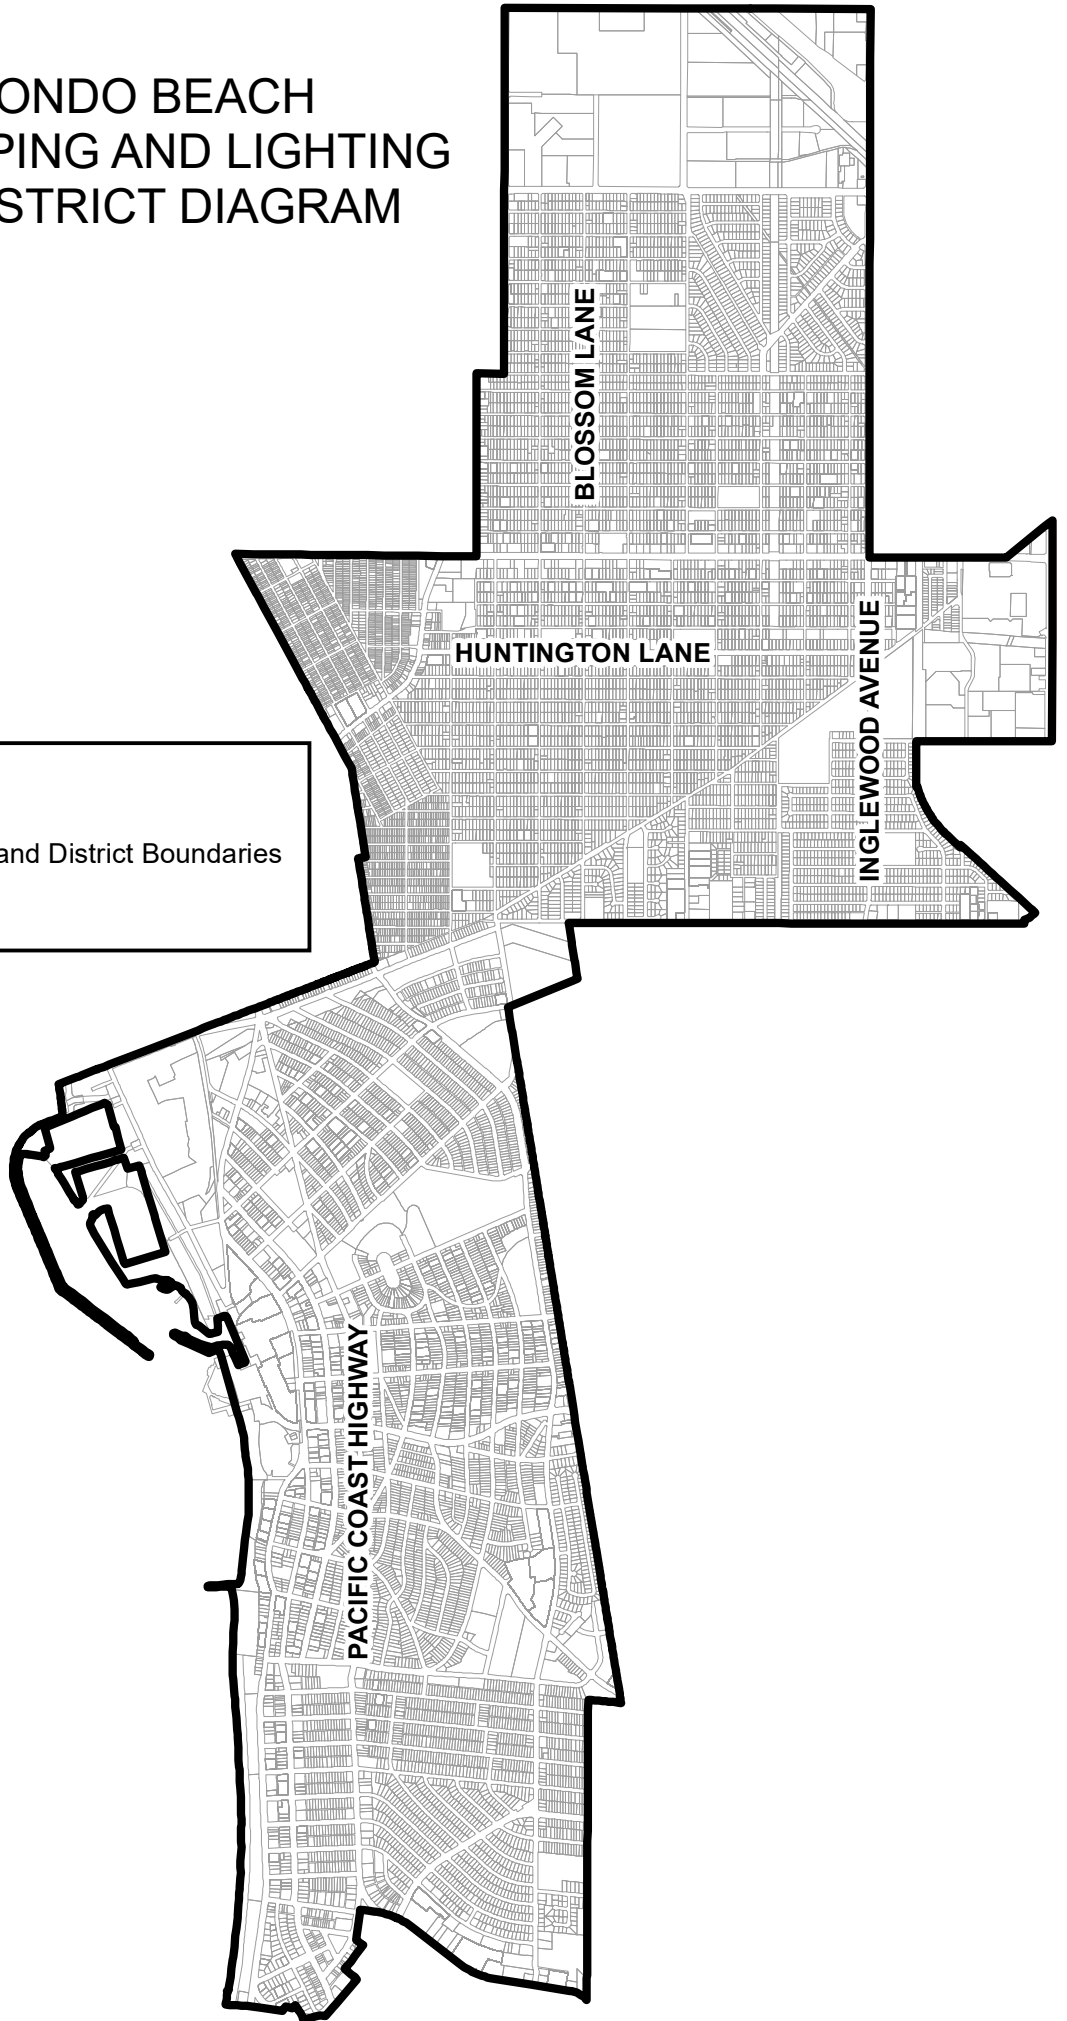 ONDO BEACH
PING AND LIGHTING
STRICT DIAGRAM
BLOSSOM LANE
HUNTINGTON LANE
INGLEWOOD AVENUE
and District Boundaries
PACIFIC COAST HIGHWAY